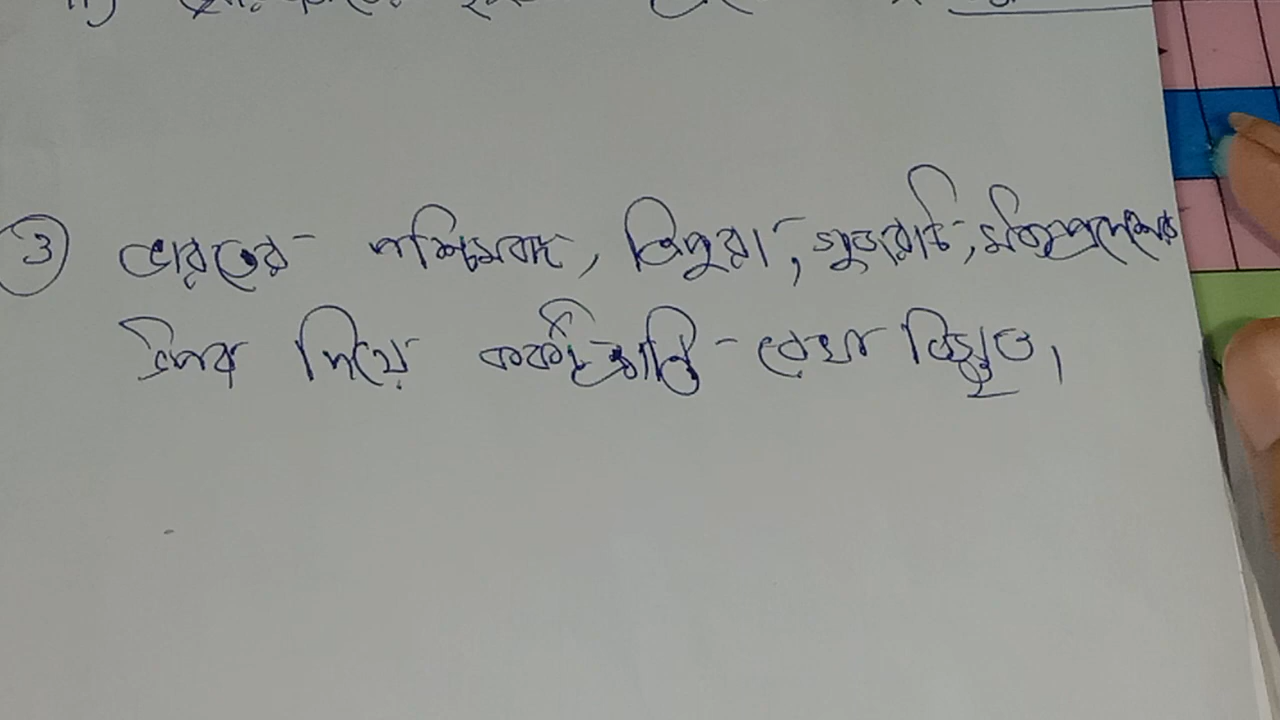 ③ ভারতের পশ্চিমবঙ্গ, ত্রিপুরা, গুজরাট, মধ্যপ্রদেশের
উপর দিয়ে কর্কটক্রান্তি রেখা বিস্তৃত।